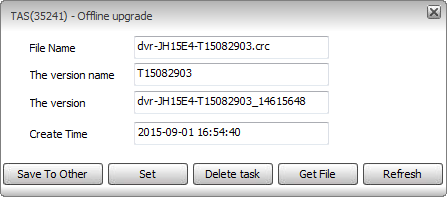 TAS(35241) - Offline upgrade
File Name dvr-JH15E4-T15082903.crc
The version name T15082903
The version dvr-JH15E4-T15082903_14615648
Create Time 2015-09-01 16:54:40
Save To Other Set Delete task Get File Refresh